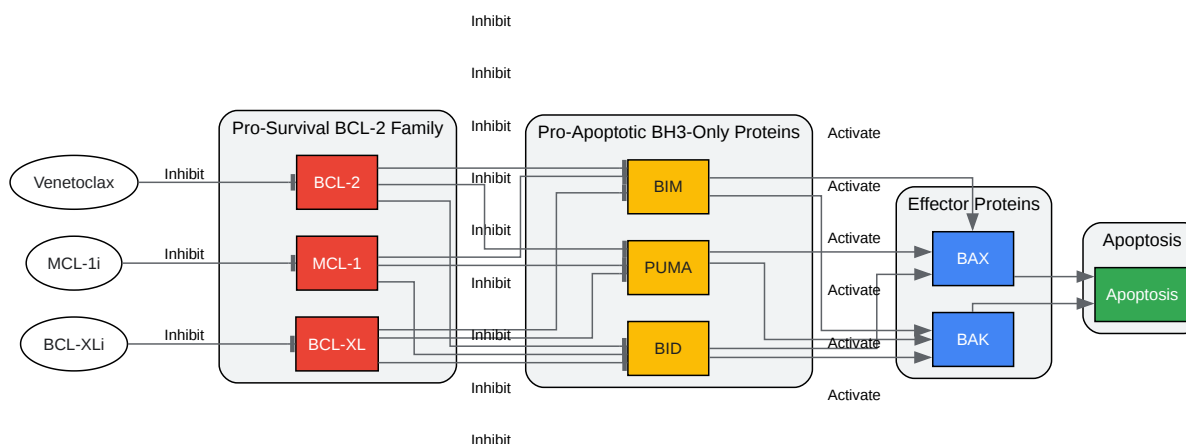 Inhibit
Inhibit
Pro-Survival BCL-2 Family
Inhibit
Pro-Apoptotic BH3-Only Proteins
Activate
Venetoclax
Inhibit
BCL-2
Inhibit
BIM
Activate
Effector Proteins
Inhibit
Activate
Apoptosis
MCL-1i
Inhibit
MCL-1
PUMA
BAX
Inhibit
Activate
Apoptosis
BCL-XLi
Inhibit
BCL-XL
Inhibit
BID
Activate
BAK
Inhibit
Activate
Inhibit